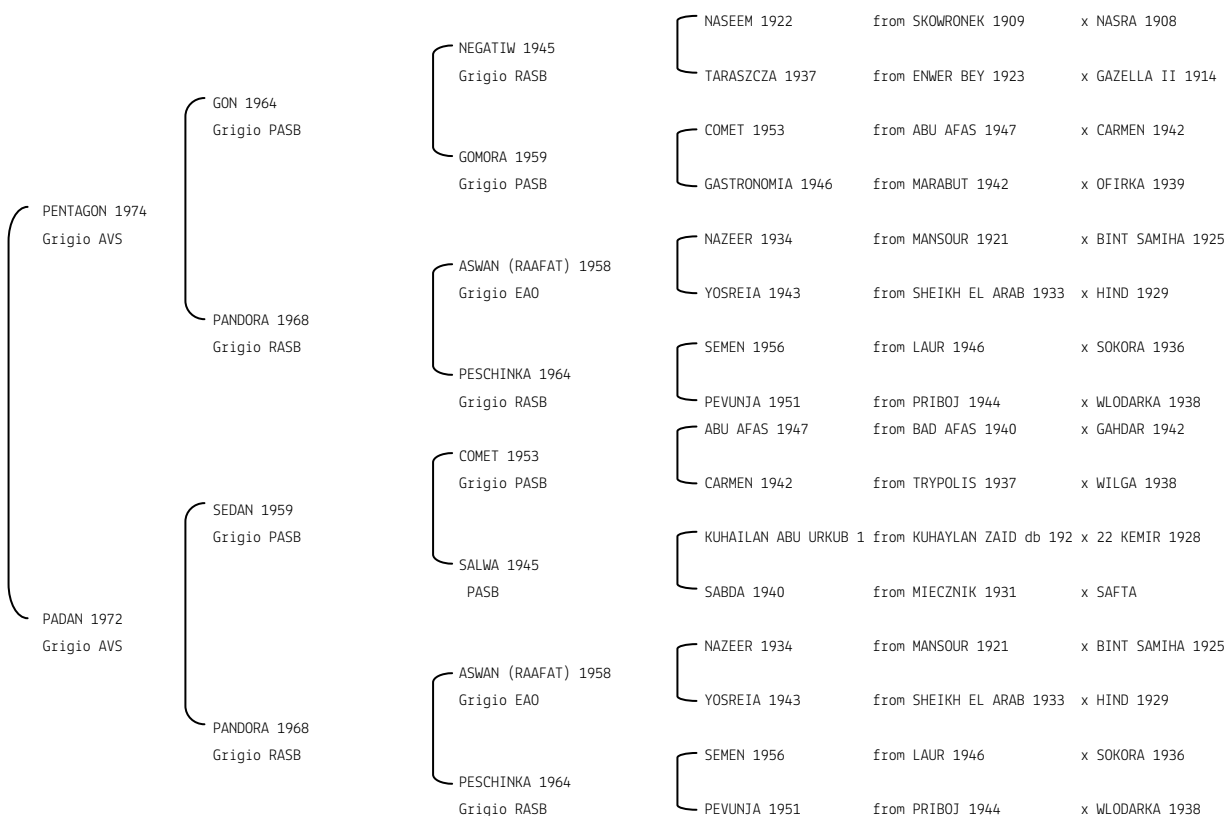 NASEEM 1922 from SKOWRONEK 1909 x NASRA 1908
NEGATIW 1945
Grigio RASB
TARASZCZA 1937 from ENWER BEY 1923 x GAZELLA II 1914
GON 1964
Grigio PASB
COMET 1953 from ABU AFAS 1947 x CARMEN 1942
GOMORA 1959
Grigio PASB
GASTRONOMIA 1946 from MARABUT 1942 x OFIRKA 1939
PENTAGON 1974
Grigio AVS
NAZEER 1934 from MANSOUR 1921 x BINT SAMIHA 1925
ASWAN (RAAFAT) 1958
Grigio EAO
YOSREIA 1943 from SHEIKH EL ARAB 1933 x HIND 1929
PANDORA 1968
Grigio RASB
SEMEN 1956 from LAUR 1946 x SOKORA 1936
PESCHINKA 1964
Grigio RASB
PEVUNJA 1951 from PRIBOJ 1944 x WLODARKA 1938
ABU AFAS 1947 from BAD AFAS 1940 x GAHDAR 1942
COMET 1953
Grigio PASB
CARMEN 1942 from TRYPOLIS 1937 x WILGA 1938
SEDAN 1959
Grigio PASB
KUHAILAN ABU URKUB 1 from KUHAYLAN ZAID db 192 x 22 KEMIR 1928
SALWA 1945
PASB
SABDA 1940 from MIECZNIK 1931 x SAFTA
PADAN 1972
Grigio AVS
NAZEER 1934 from MANSOUR 1921 x BINT SAMIHA 1925
ASWAN (RAAFAT) 1958
Grigio EAO
YOSREIA 1943 from SHEIKH EL ARAB 1933 x HIND 1929
PANDORA 1968
Grigio RASB
SEMEN 1956 from LAUR 1946 x SOKORA 1936
PESCHINKA 1964
Grigio RASB
PEVUNJA 1951 from PRIBOJ 1944 x WLODARKA 1938